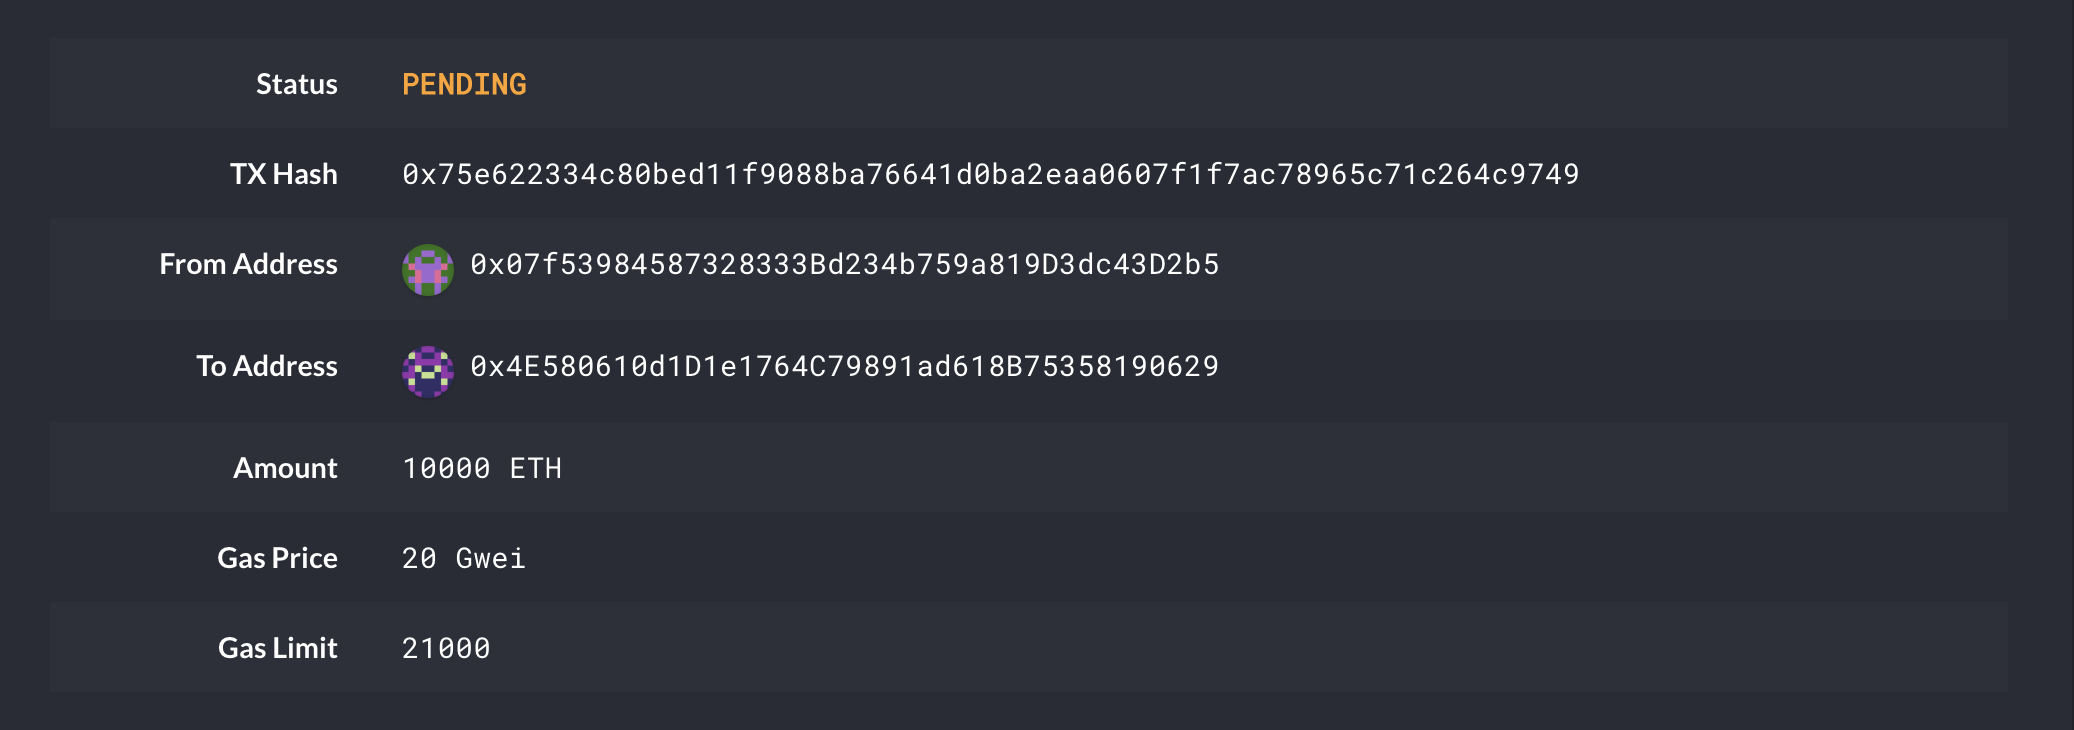 Status PENDING
TX Hash 0x75e622334c80bed11f9088ba76641d0ba2eaa0607f1f7ac78965c71c264c9749
From Address 0x07f53984587328333Bd234b759a819D3dc43D2b5
To Address 0x4E580610d1D1e1764C79891ad618B75358190629
Amount 10000 ETH
Gas Price 20 Gwei
Gas Limit 21000